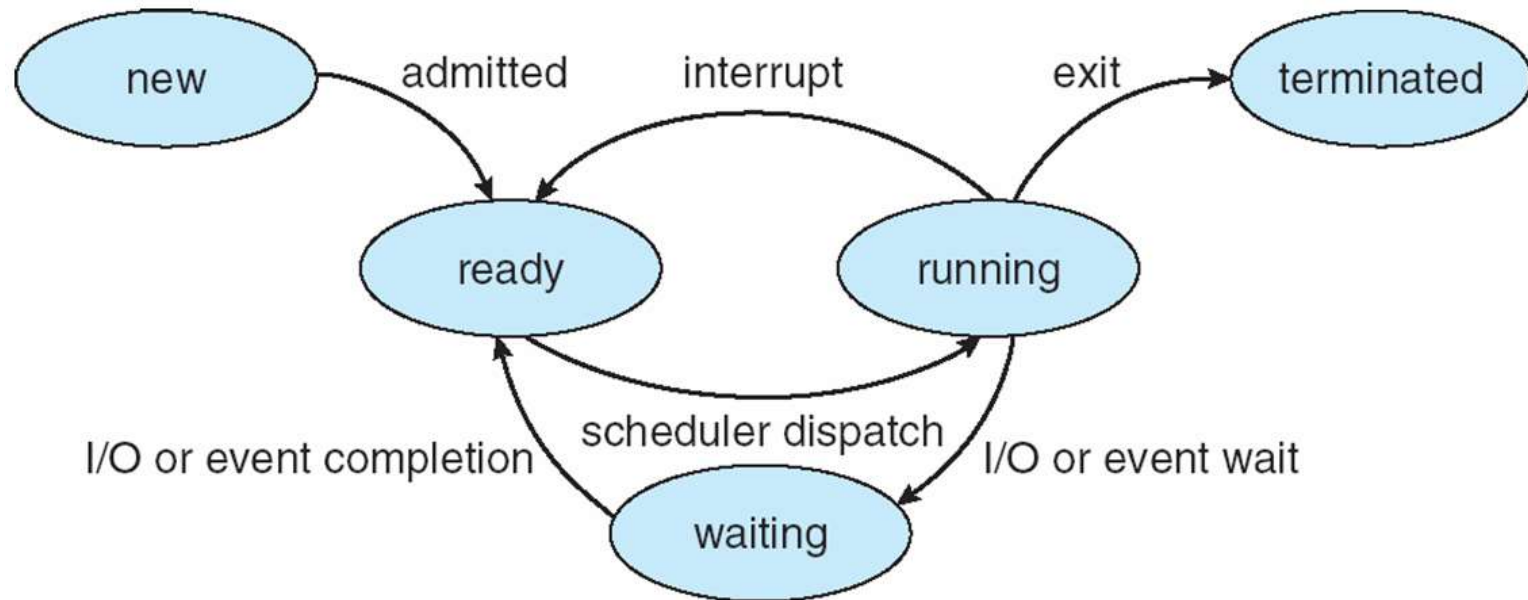 new
admitted
interrupt
exit
terminated
ready
running
scheduler dispatch
I/O or event completion
I/O or event wait
waiting